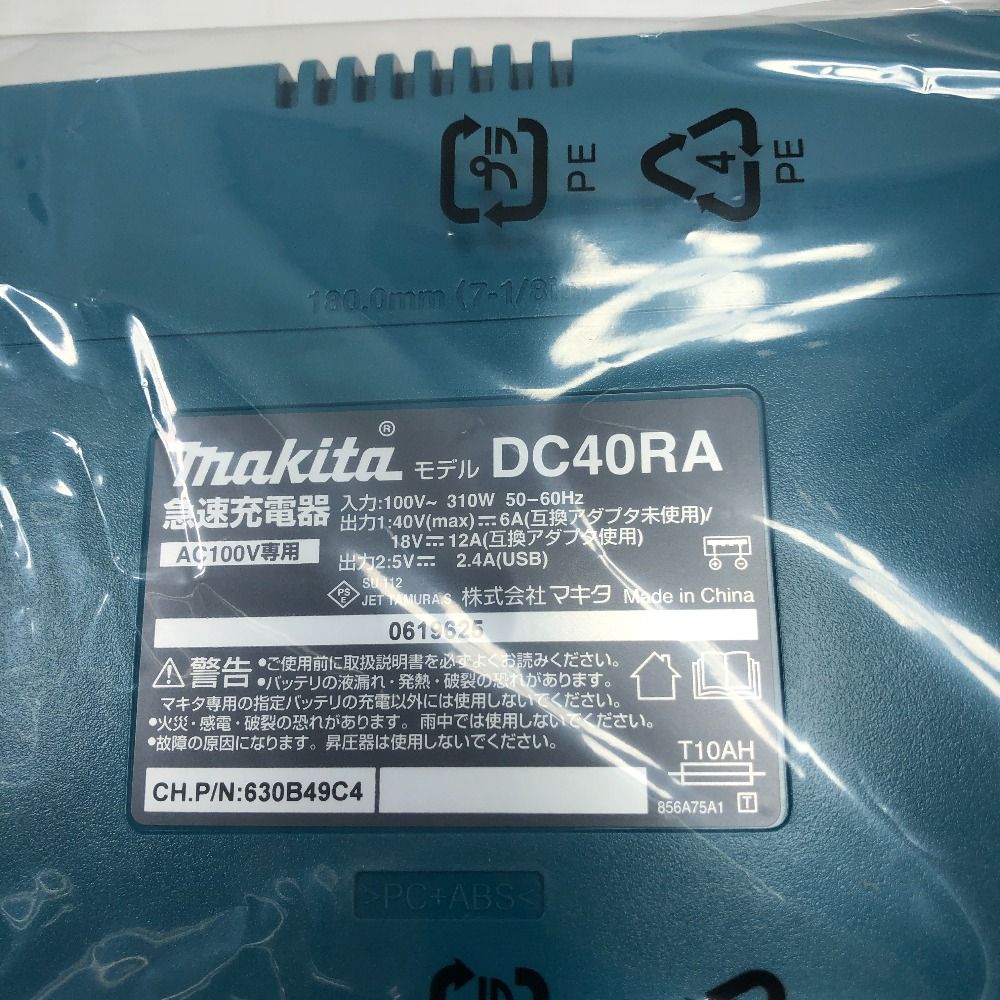 プラ
PE
4
PE
180.0mm (7-1/8
makita® モデル DC40RA
急速充電器
AC100V専用
入力:100V~ 310W 50-60Hz
出力1:40V(max)⎓6A(互換アダプタ未使用)/
18V⎓12A(互換アダプタ使用)
出力2:5V⎓ 2.4A(USB)
PSE
SU 112
JET TAMURA.S 株式会社マキタ Made in China
0619625
⚠警告
•ご使用前に取扱説明書を必ずよくお読みください。
•バッテリの液漏れ・発熱・破裂の恐れがあります。
マキタ専用の指定バッテリの充電以外には使用しないでください。
•火災・感電・破裂の恐れがあります。雨中では使用しないでください。
•故障の原因になります。昇圧器は使用しないでください。
T10AH
CH.P/N:630B49C4
856A75A1 T
>PC+ABS<